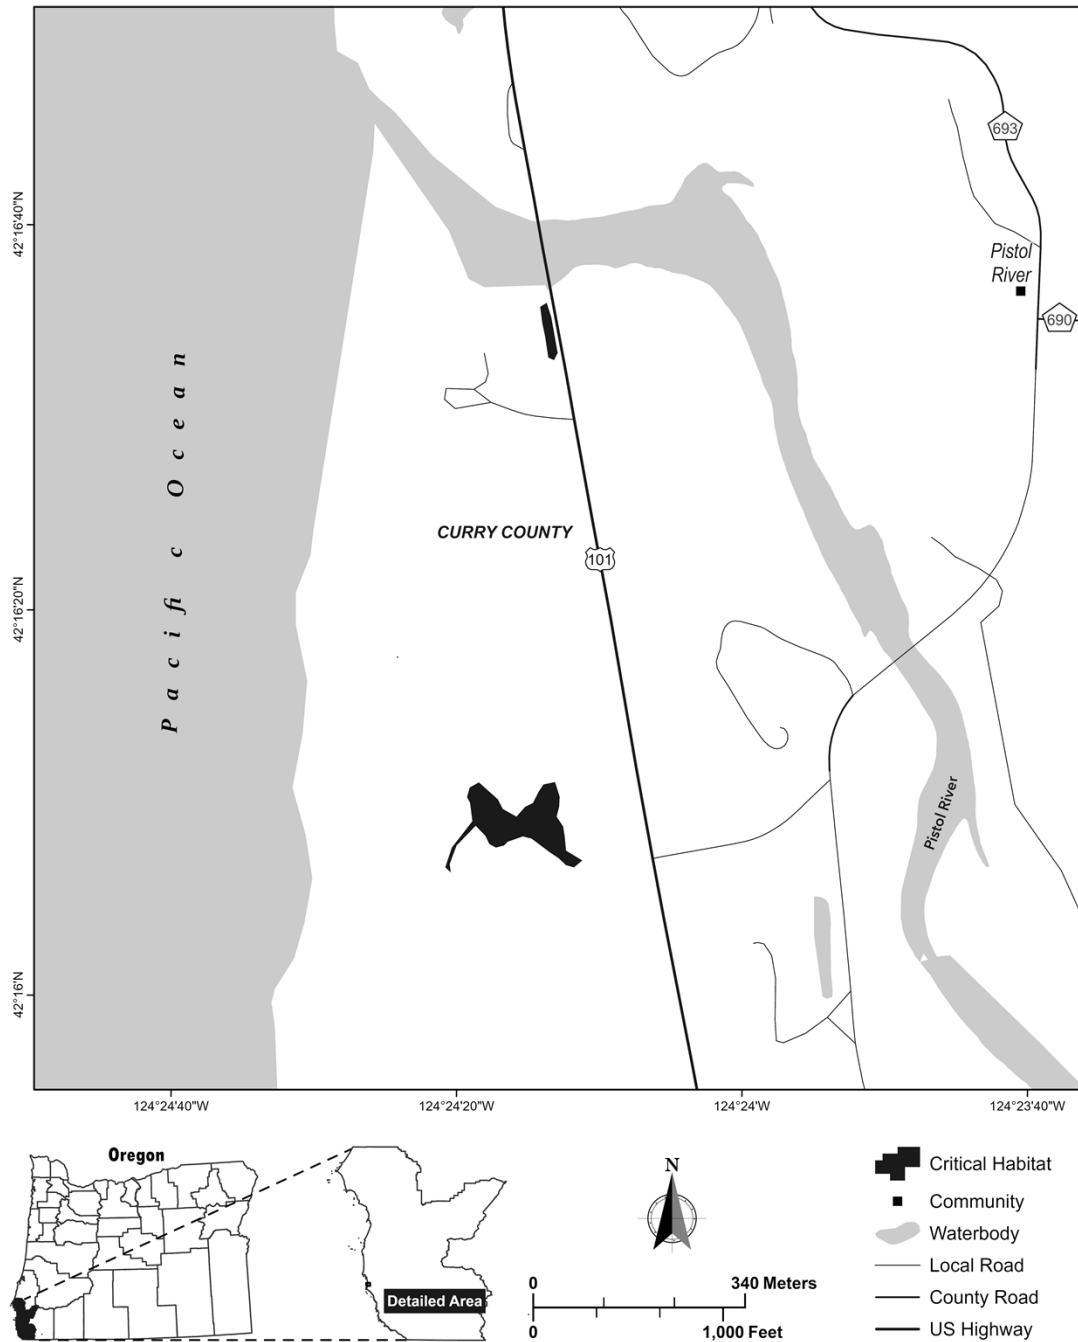 693
42°16'40"N
Pistol
River
690
Pacific Ocean
CURRY COUNTY
101
42°16'20"N
Pistol River
42°16'N
124°24'40"W
124°24'20"W
124°24'W
124°23'40"W
Oregon
Detailed Area
N
0
340 Meters
0
1,000 Feet
Critical Habitat
Community
Waterbody
Local Road
County Road
US Highway